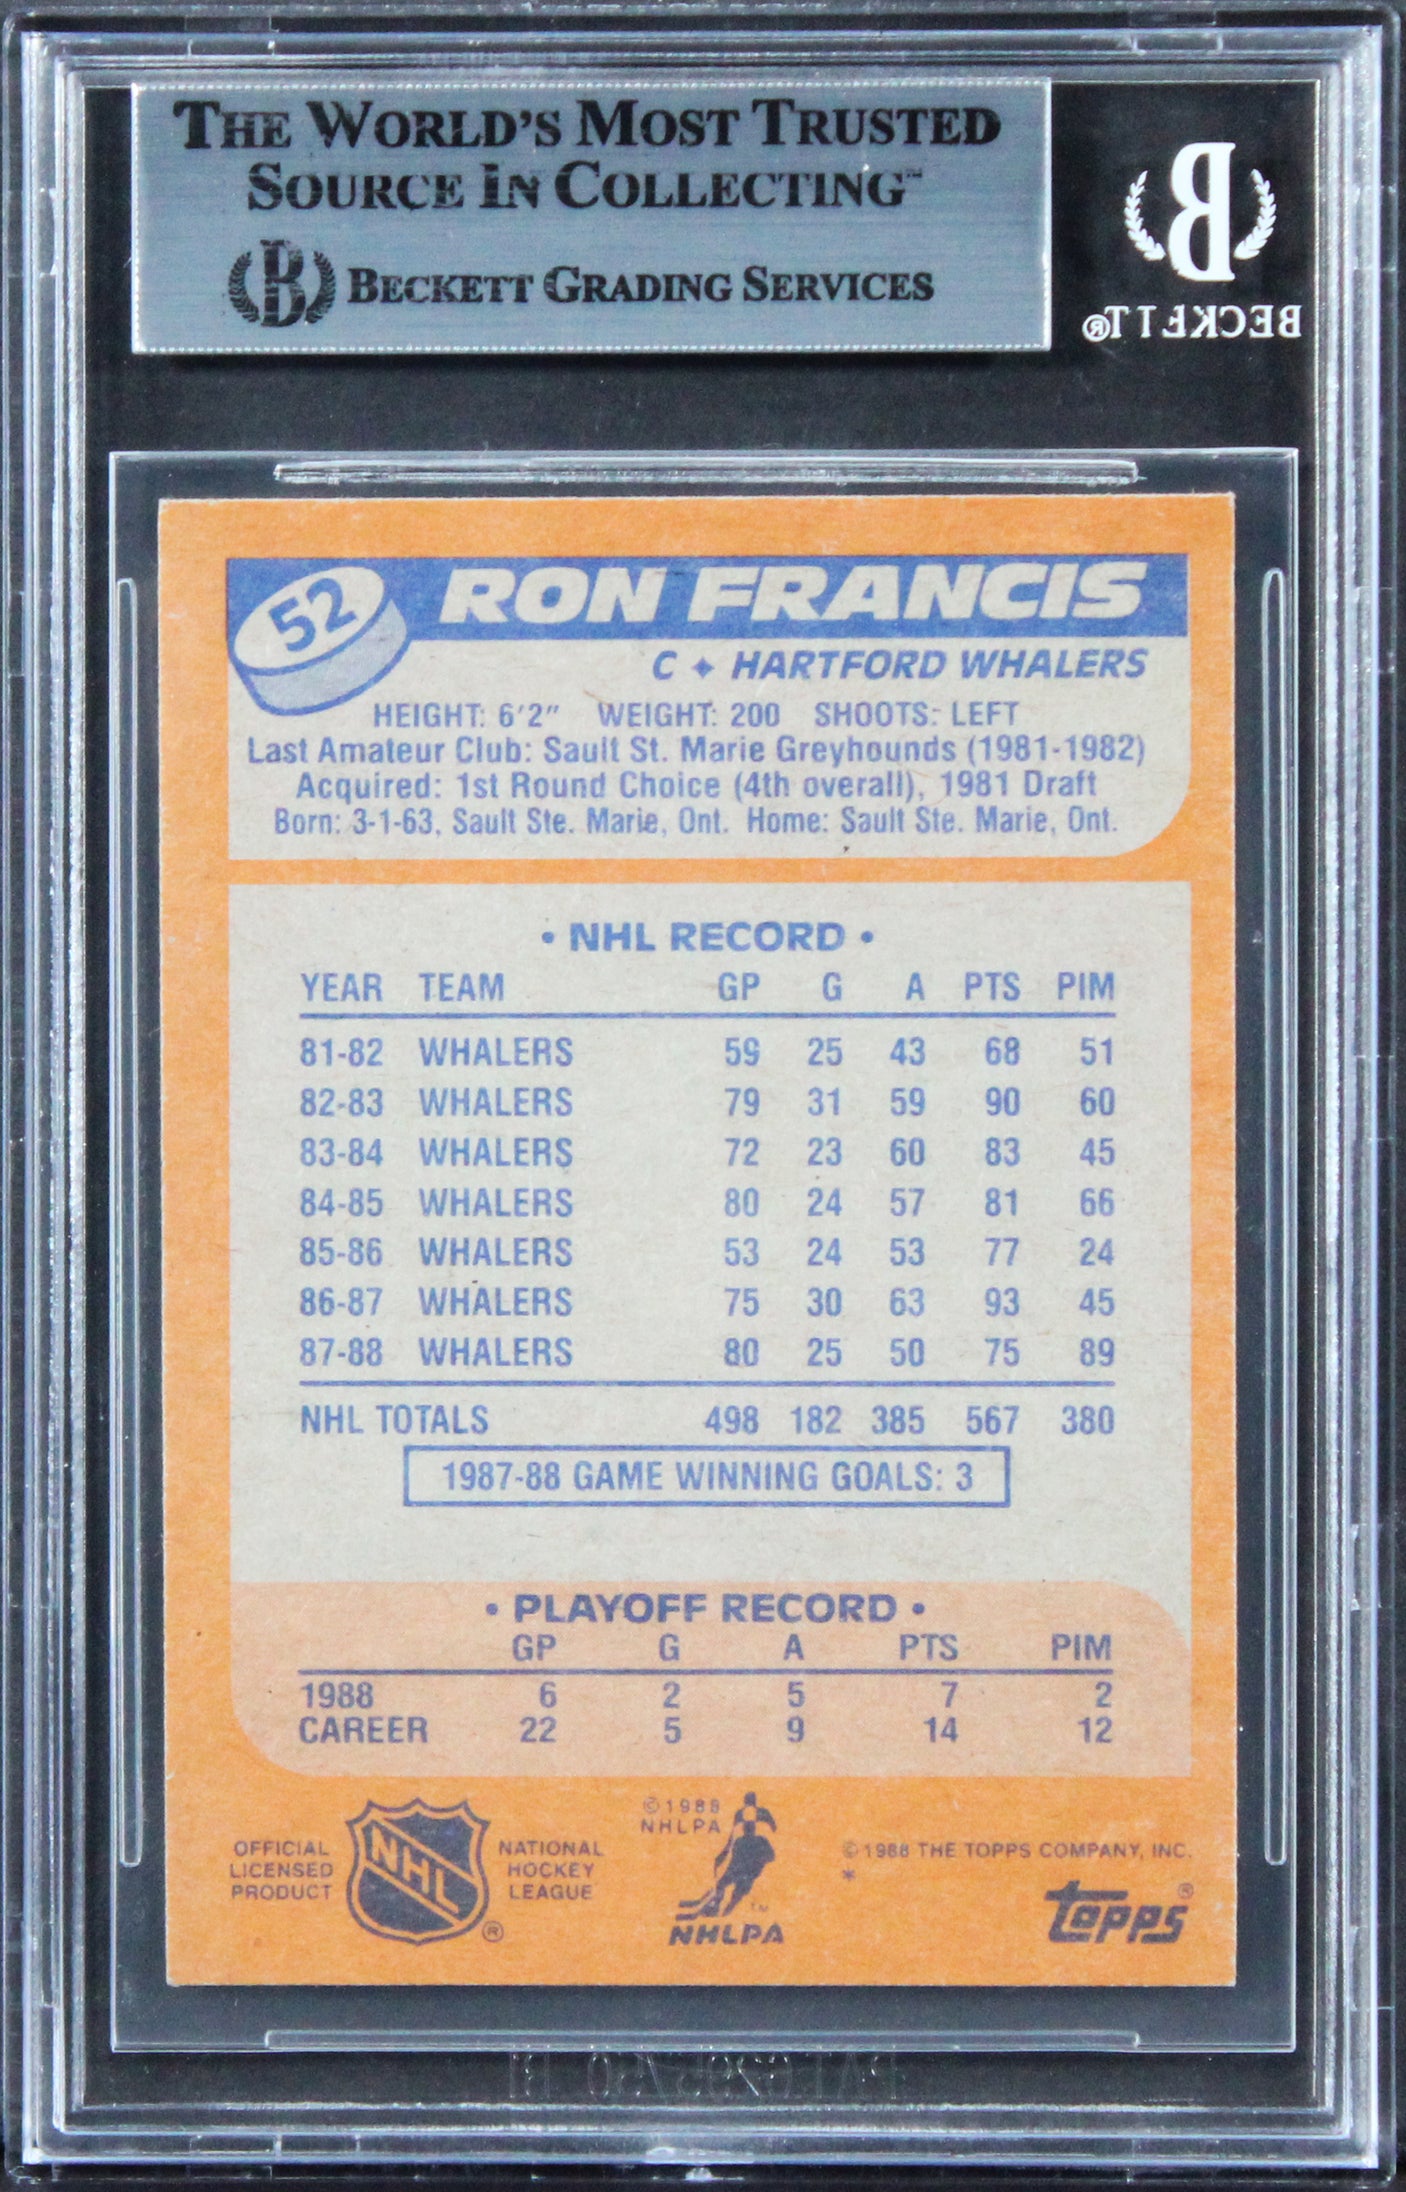 THE WORLD'S MOST TRUSTED
SOURCE IN COLLECTING™
B BECKETT GRADING SERVICES
B
BECKETT®
52 RON FRANCIS
C ✦ HARTFORD WHALERS
HEIGHT: 6'2" WEIGHT: 200 SHOOTS: LEFT
Last Amateur Club: Sault St. Marie Greyhounds (1981-1982)
Acquired: 1st Round Choice (4th overall), 1981 Draft
Born: 3-1-63, Sault Ste. Marie, Ont. Home: Sault Ste. Marie, Ont.
• NHL RECORD •
YEAR TEAM GP G A PTS PIM
81-82 WHALERS 59 25 43 68 51
82-83 WHALERS 79 31 59 90 60
83-84 WHALERS 72 23 60 83 45
84-85 WHALERS 80 24 57 81 66
85-86 WHALERS 53 24 53 77 24
86-87 WHALERS 75 30 63 93 45
87-88 WHALERS 80 25 50 75 89
NHL TOTALS 498 182 385 567 380
1987-88 GAME WINNING GOALS: 3
• PLAYOFF RECORD •
GP G A PTS PIM
1988 6 2 5 7 2
CAREER 22 5 9 14 12
OFFICIAL
LICENSED
PRODUCT
NHL
®
NATIONAL
HOCKEY
LEAGUE
© 1988
NHLPA
TM
NHLPA
© 1988 THE TOPPS COMPANY, INC.
*
topps®